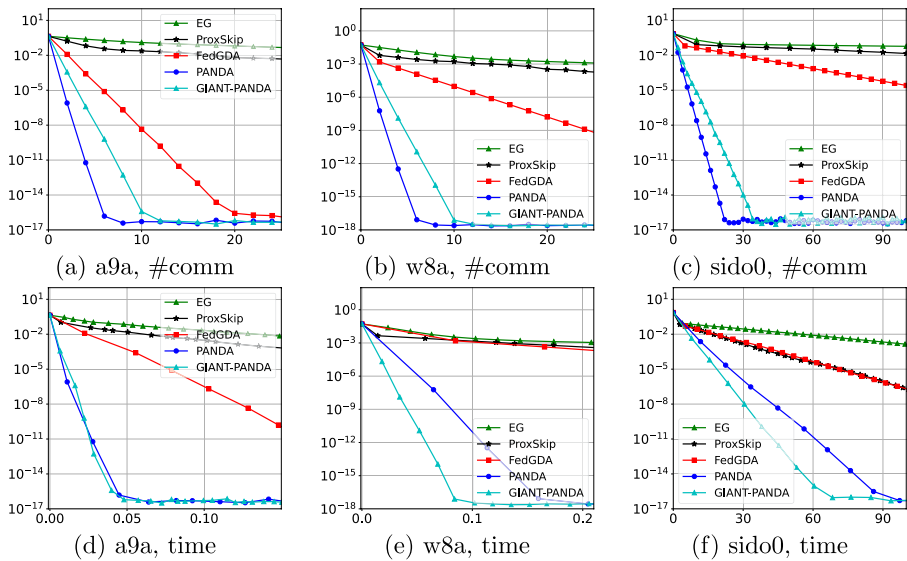 10^1
10^-2
10^-5
10^-8
10^-11
10^-14
10^-17
0
10
20
EG
ProxSkip
FedGDA
PANDA
GIANT-PANDA
(a) a9a, #comm
10^0
10^-3
10^-6
10^-9
10^-12
10^-15
10^-18
0
10
20
EG
ProxSkip
FedGDA
PANDA
GIANT-PANDA
(b) w8a, #comm
10^1
10^-2
10^-5
10^-8
10^-11
10^-14
10^-17
0
30
60
90
EG
ProxSkip
FedGDA
PANDA
GIANT-PANDA
(c) sido0, #comm
10^1
10^-2
10^-5
10^-8
10^-11
10^-14
10^-17
0.00
0.05
0.10
EG
ProxSkip
FedGDA
PANDA
GIANT-PANDA
(d) a9a, time
10^0
10^-3
10^-6
10^-9
10^-12
10^-15
10^-18
0.0
0.1
0.2
EG
ProxSkip
FedGDA
PANDA
GIANT-PANDA
(e) w8a, time
10^1
10^-2
10^-5
10^-8
10^-11
10^-14
10^-17
0
30
60
90
EG
ProxSkip
FedGDA
PANDA
GIANT-PANDA
(f) sido0, time